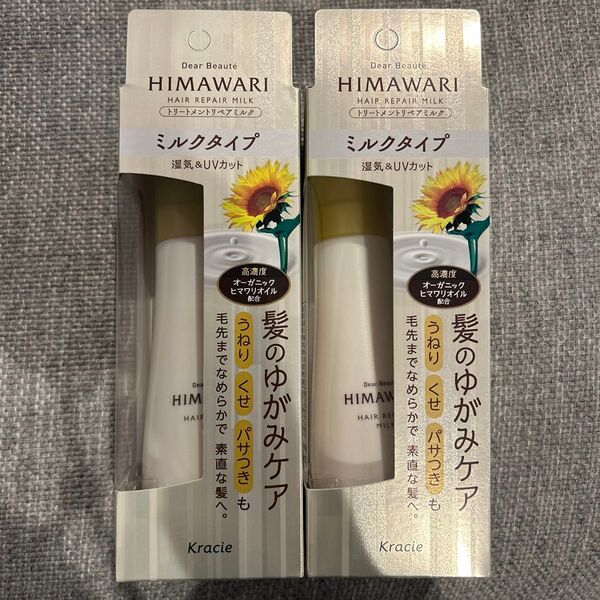 Dear Beauté
HIMAWARI
HAIR REPAIR MILK
トリートメントリペアミルク
ミルクタイプ
湿気&UVカット
高濃度
オーガニック
ヒマワリオイル
配合
髪のゆがみケア
うねり くせ パサつきも
毛先までなめらかで 素直な髪へ。
Dear Beau
HIMAWA
HAIR REPA
MILK
Kracie
Dear Beauté
HIMAWARI
HAIR REPAIR MILK
トリートメントリペアミルク
ミルクタイプ
湿気&UVカット
高濃度
オーガニック
ヒマワリオイル
配合
髪のゆがみケア
うねり くせ パサつきも
毛先までなめらかで 素直な髪へ。
Dear Beauté
HIMAWAR
HAIR REPAI
MILK
Kracie